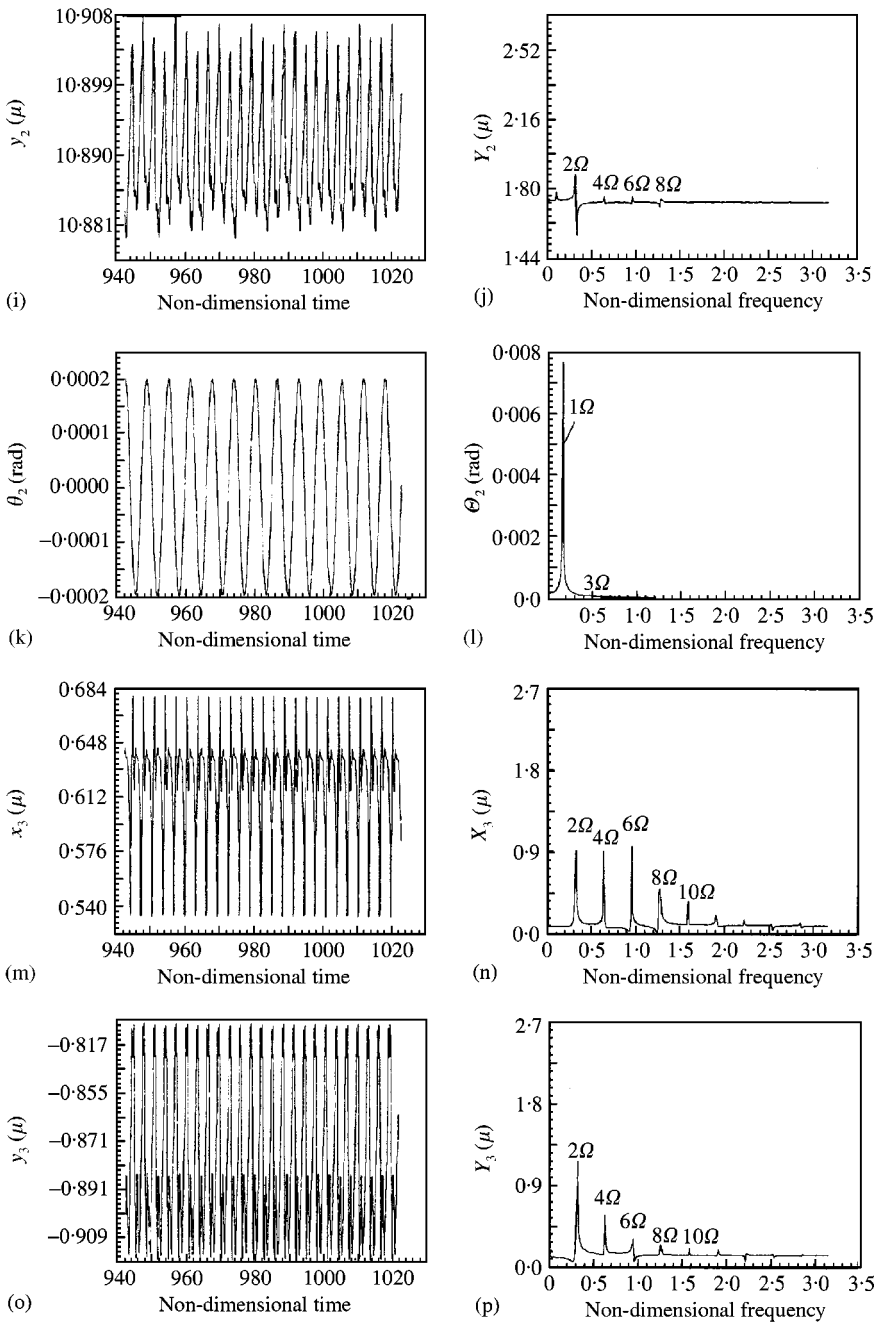 10·908
10·899
10·890
10·881
y₂ (μ)
940 960 980 1000 1020
Non-dimensional time
(i)
2·52
2·16
1·80
1·44
Y₂ (μ)
2Ω 4Ω 6Ω 8Ω
0 0·5 1·0 1·5 2·0 2·5 3·0 3·5
Non-dimensional frequency
(j)
0·0002
0·0001
0·0000
−0·0001
−0·0002
θ₂ (rad)
940 960 980 1000 1020
Non-dimensional time
(k)
0·008
0·006
0·004
0·002
0·0
Θ₂ (rad)
1Ω
3Ω
0·5 1·0 1·5 2·0 2·5 3·0 3·5
Non-dimensional frequency
(l)
0·684
0·648
0·612
0·576
0·540
x₃ (μ)
940 960 980 1000 1020
Non-dimensional time
(m)
2·7
1·8
0·9
0·0
X₃ (μ)
2Ω 4Ω 6Ω 8Ω 10Ω
0 0·5 1·0 1·5 2·0 2·5 3·0 3·5
Non-dimensional frequency
(n)
−0·817
−0·855
−0·871
−0·891
−0·909
y₃ (μ)
940 960 980 1000 1020
Non-dimensional time
(o)
2·7
1·8
0·9
0·0
Y₃ (μ)
2Ω 4Ω 6Ω 8Ω 10Ω
0 0·5 1·0 1·5 2·0 2·5 3·0 3·5
Non-dimensional frequency
(p)